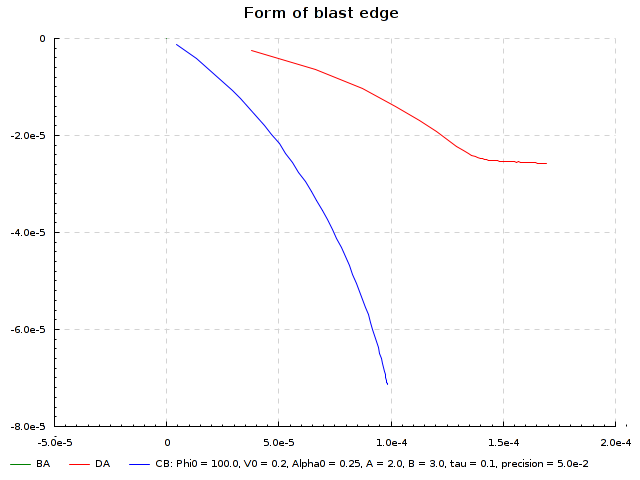 Form of blast edge
0
-2.0e-5
-4.0e-5
-6.0e-5
-8.0e-5
-5.0e-5 0 5.0e-5 1.0e-4 1.5e-4 2.0e-4
BA DA CB: Phi0 = 100.0, V0 = 0.2, Alpha0 = 0.25, A = 2.0, B = 3.0, tau = 0.1, precision = 5.0e-2